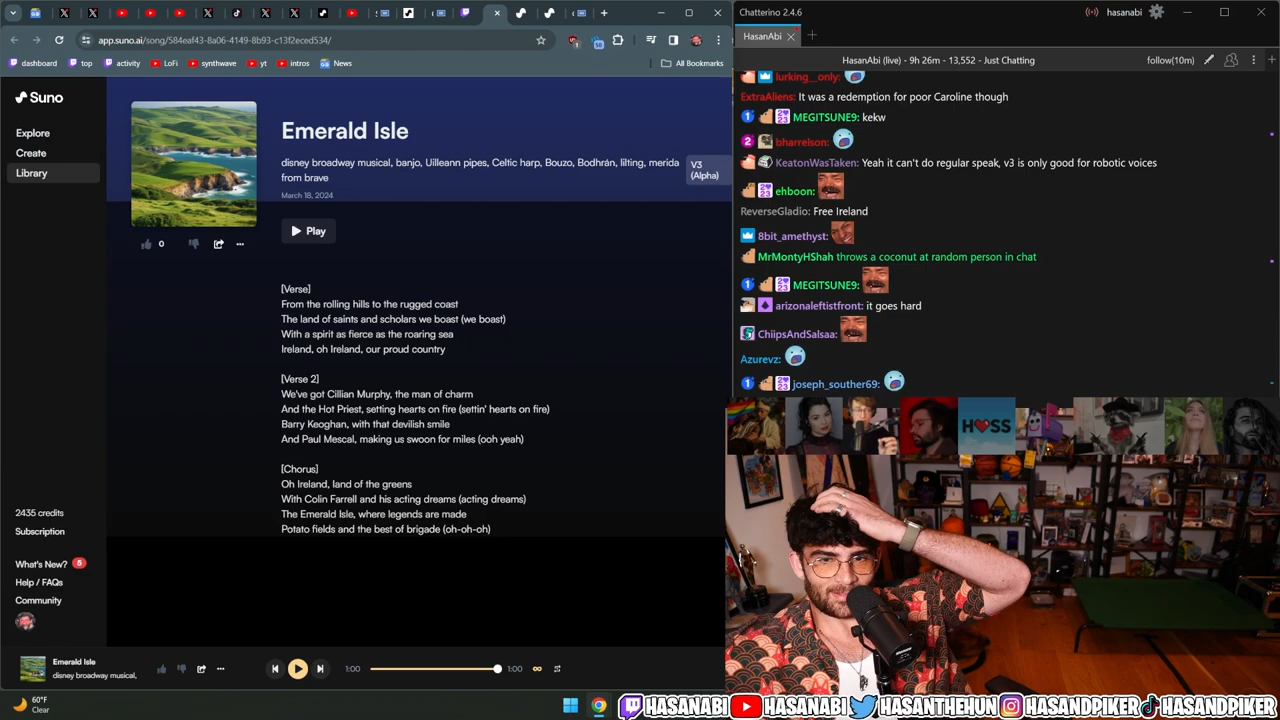 app.suno.ai/song/584eaf43-8a06-4149-8b93-c13f2eced534/
dashboard
top
activity
LoFi
synthwave
yt
intros
News
All Bookmarks
Suno
Explore
Create
Library
Emerald Isle
disney broadway musical, banjo, Uilleann pipes, Celtic harp, Bouzo, Bodhrán, lilting, merida
from brave
V3
(Alpha)
March 18, 2024
0
Play
[Verse]
From the rolling hills to the rugged coast
The land of saints and scholars we boast (we boast)
With a spirit as fierce as the roaring sea
Ireland, oh Ireland, our proud country
[Verse 2]
We've got Cillian Murphy, the man of charm
And the Hot Priest, setting hearts on fire (settin' hearts on fire)
Barry Keoghan, with that devilish smile
And Paul Mescal, making us swoon for miles (ooh yeah)
[Chorus]
Oh Ireland, land of the greens
With Colin Farrell and his acting dreams (acting dreams)
The Emerald Isle, where legends are made
Potato fields and the best of brigade (oh-oh-oh)
2435 credits
Subscription
What's New?
Help / FAQs
Community
Emerald Isle
disney broadway musical,
1:00
1:00
60°F
Clear
Chatterino 2.4.6
hasanabi
HasanAbi
HasanAbi (live) - 9h 26m - 13,552 - Just Chatting
follow(10m)
lurking__only:
ExtraAliens: It was a redemption for poor Caroline though
MEGITSUNE9: kekw
bharrelson:
KeatonWasTaken: Yeah it can't do regular speak, v3 is only good for robotic voices
ehboon:
ReverseGladio: Free Ireland
8bit_amethyst:
MrMontyHShah throws a coconut at random person in chat
MEGITSUNE9:
arizonaleftistfront: it goes hard
ChiipsAndSalsaa:
Azurevz:
joseph_souther69:
HOSS
HASANABI
HASANABI
HASANTHEHUN
HASANDPIKER
HASANDPIKER